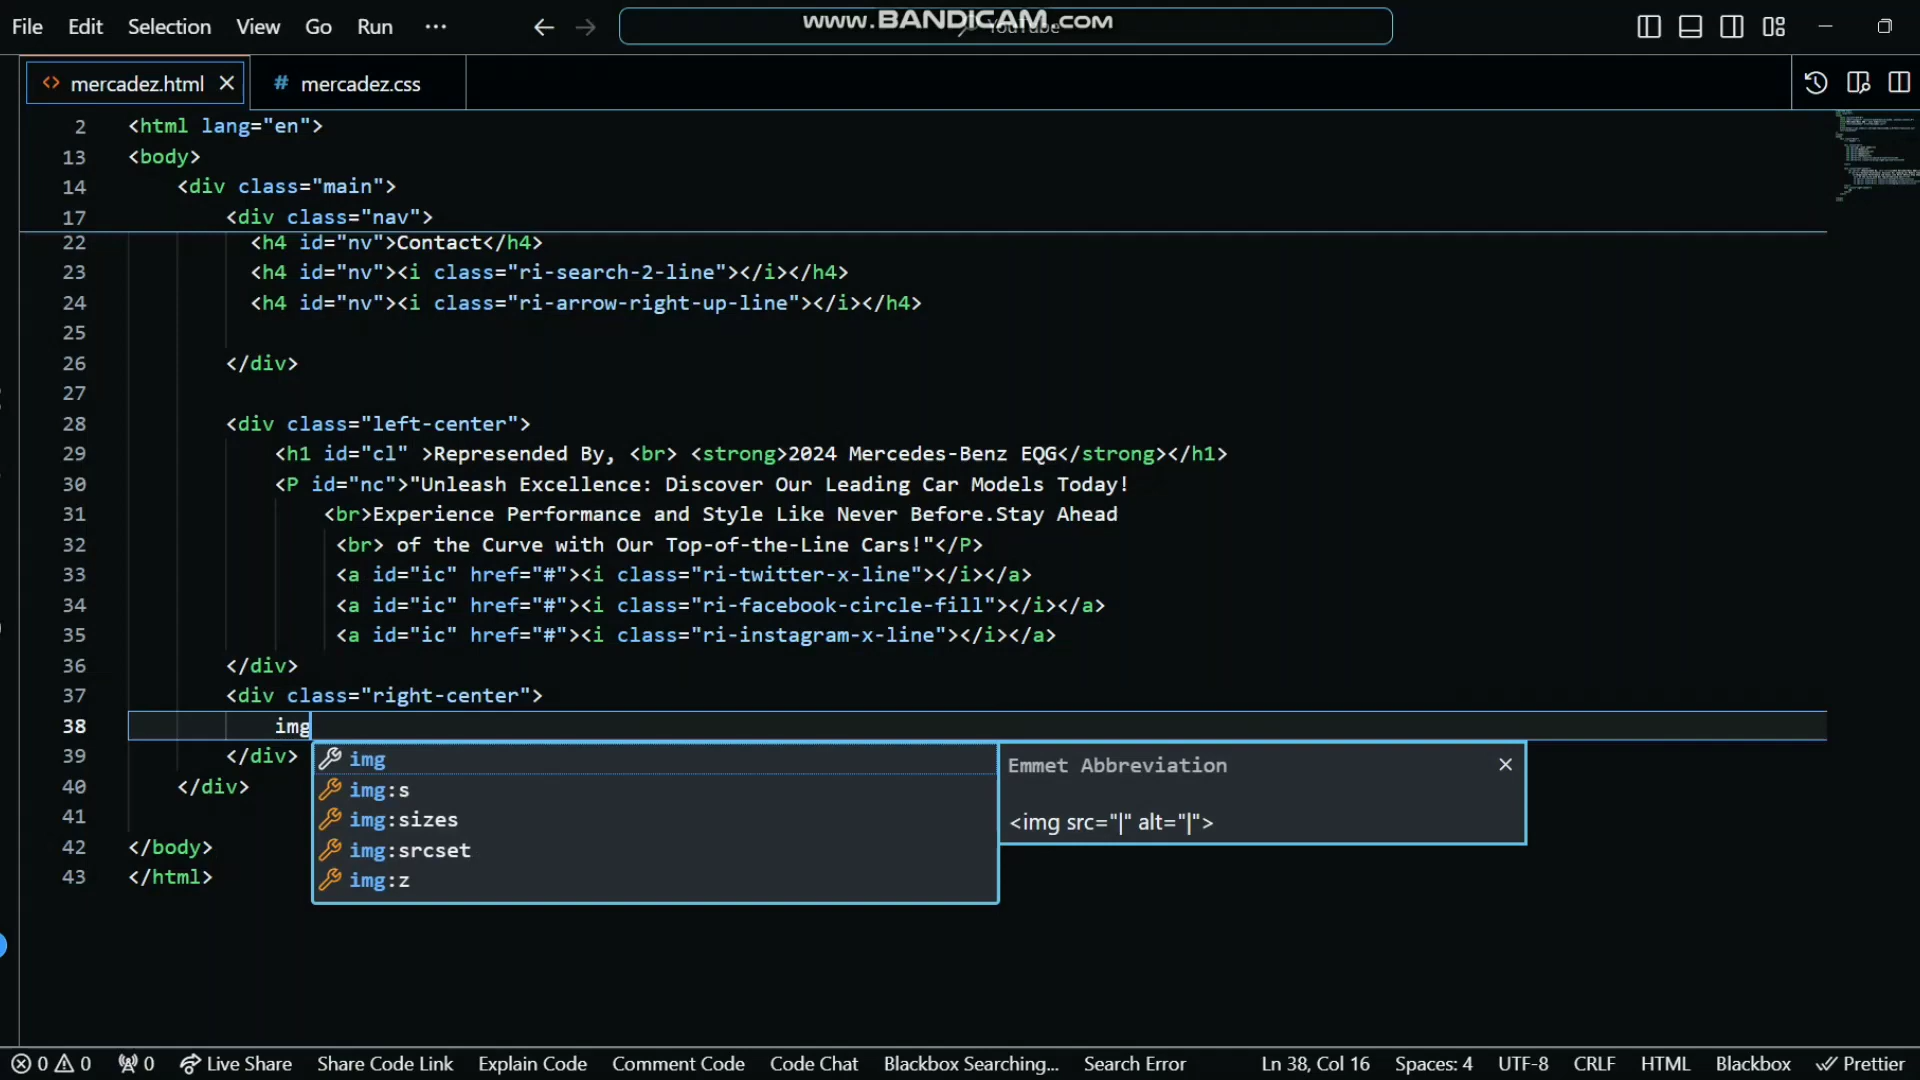 File Edit Selection View Go Run ··· www.BANDICAM.com YouTube
mercadez.html # mercadez.css
2 <html lang="en">
13 <body>
14 <div class="main">
17 <div class="nav">
22 <h4 id="nv">Contact</h4>
23 <h4 id="nv"><i class="ri-search-2-line"></i></h4>
24 <h4 id="nv"><i class="ri-arrow-right-up-line"></i></h4>
25
26 </div>
27
28 <div class="left-center">
29 <h1 id="cl" >Represended By, <br> <strong>2024 Mercedes-Benz EQG</strong></h1>
30 <P id="nc">"Unleash Excellence: Discover Our Leading Car Models Today!
31 <br>Experience Performance and Style Like Never Before.Stay Ahead
32 <br> of the Curve with Our Top-of-the-Line Cars!"</P>
33 <a id="ic" href="#"><i class="ri-twitter-x-line"></i></a>
34 <a id="ic" href="#"><i class="ri-facebook-circle-fill"></i></a>
35 <a id="ic" href="#"><i class="ri-instagram-x-line"></i></a>
36 </div>
37 <div class="right-center">
38 img
39 </div>
40 </div>
41
42 </body>
43 </html>
img
img:s
img:sizes
img:srcset
img:z
Emmet Abbreviation
<img src="|" alt="|">
0 0 0 Live Share Share Code Link Explain Code Comment Code Code Chat Blackbox Searching... Search Error Ln 38, Col 16 Spaces: 4 UTF-8 CRLF HTML Blackbox Prettier